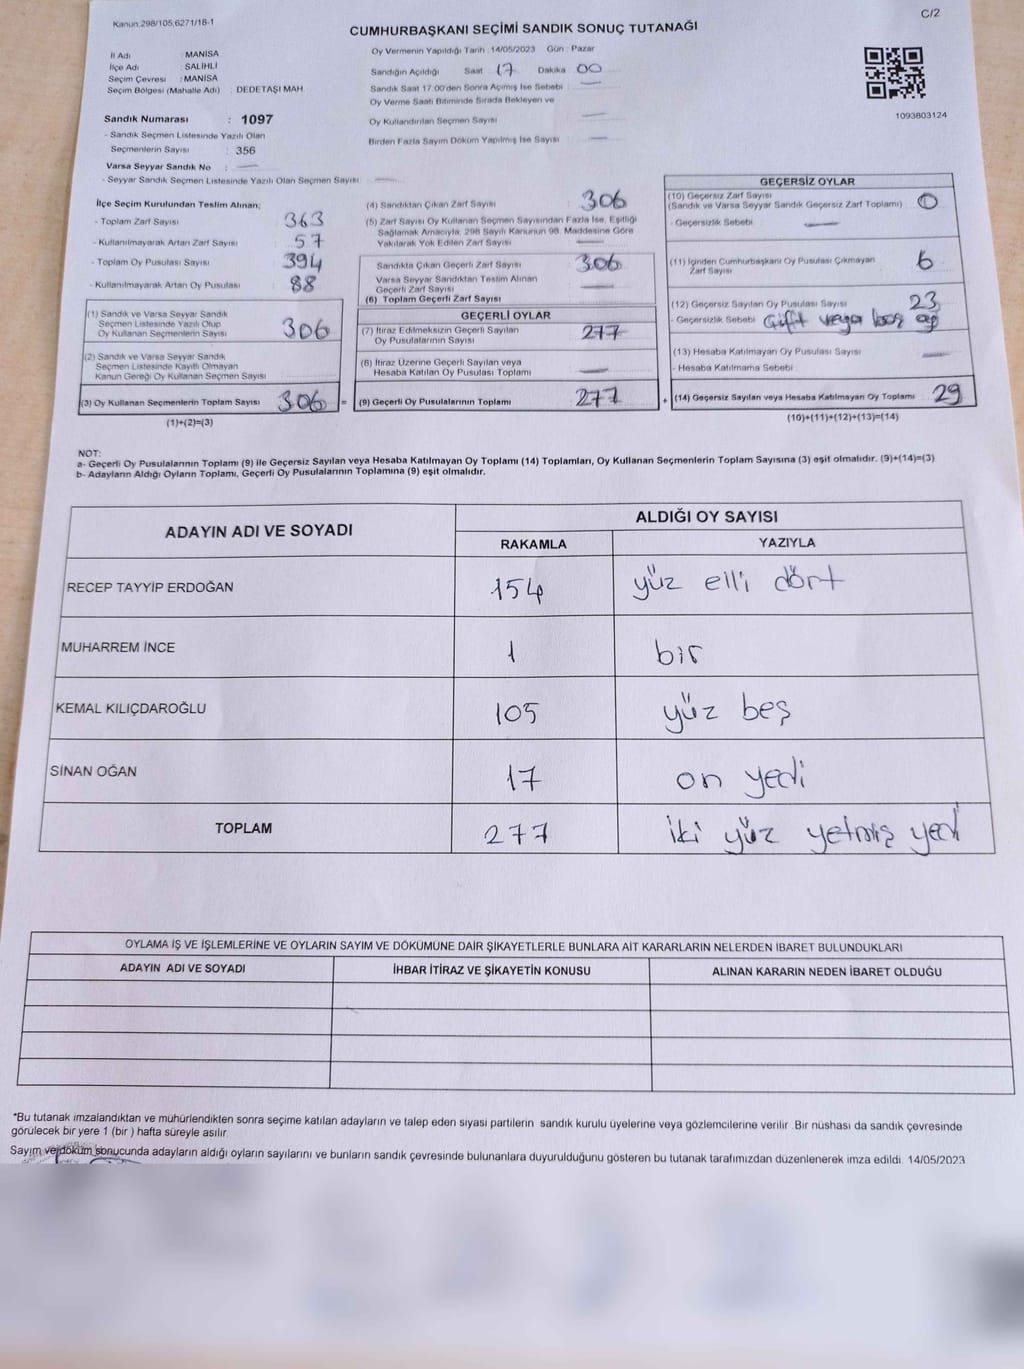 Kanun 298/105,6271/18-1
C/2
CUMHURBAŞKANI SEÇİMİ SANDIK SONUÇ TUTANAĞI
İl Adı : MANİSA
İlçe Adı : SALİHLİ
Seçim Çevresi : MANİSA
Seçim Bölgesi (Mahalle Adı) : DEDETAŞI MAH.
Sandık Numarası : 1097
- Sandık Seçmen Listesinde Yazılı Olan
Seçmenlerin Sayısı : 356
Varsa Seyyar Sandık No : —
- Seyyar Sandık Seçmen Listesinde Yazılı Olan Seçmen Sayısı : —
Oy Vermenin Yapıldığı Tarih : 14/05/2023 Gün : Pazar
Sandığın Açıldığı Saat 17 Dakika 00
Sandık Saat 17:00'den Sonra Açılmış İse Sebebi : —
Oy Verme Saati Bitiminde Sırada Bekleyen ve
Oy Kullandırılan Seçmen Sayısı —
Birden Fazla Sayım Döküm Yapılmış İse Sayısı —
1093803124
İlçe Seçim Kurulundan Teslim Alınan;
- Toplam Zarf Sayısı 363
- Kullanılmayarak Artan Zarf Sayısı 57
- Toplam Oy Pusulası Sayısı 394
- Kullanılmayarak Artan Oy Pusulası 88
(1) Sandık ve Varsa Seyyar Sandık
Seçmen Listesinde Yazılı Olup
Oy Kullanan Seçmenlerin Sayısı 306
(2) Sandık ve Varsa Seyyar Sandık
Seçmen Listesinde Kayıtlı Olmayan
Kanun Gereği Oy Kullanan Seçmen Sayısı
(3) Oy Kullanan Seçmenlerin Toplam Sayısı 306 =
(1)+(2)=(3)
(4) Sandıktan Çıkan Zarf Sayısı 306
(5) Zarf Sayısı Oy Kullanan Seçmen Sayısından Fazla İse, Eşitliği
Sağlamak Amacıyla, 298 Sayılı Kanunun 98. Maddesine Göre
Yakılarak Yok Edilen Zarf Sayısı —
Sandıkta Çıkan Geçerli Zarf Sayısı 306
Varsa Seyyar Sandıktan Teslim Alınan
Geçerli Zarf Sayısı —
(6) Toplam Geçerli Zarf Sayısı
GEÇERLİ OYLAR
(7) İtiraz Edilmeksizin Geçerli Sayılan
Oy Pusulalarının Sayısı 277
(8) İtiraz Üzerine Geçerli Sayılan veya
Hesaba Katılan Oy Pusulası Toplamı —
(9) Geçerli Oy Pusulalarının Toplamı 277 +
GEÇERSİZ OYLAR
(10) Geçersiz Zarf Sayısı
(Sandık ve Varsa Seyyar Sandık Geçersiz Zarf Toplamı) 0
- Geçersizlik Sebebi —
(11) İçinden Cumhurbaşkanı Oy Pusulası Çıkmayan
Zarf Sayısı 6
(12) Geçersiz Sayılan Oy Pusulası Sayısı 23
- Geçersizlik Sebebi Çift veya boş oy
(13) Hesaba Katılmayan Oy Pusulası Sayısı —
- Hesaba Katılmama Sebebi
(14) Geçersiz Sayılan veya Hesaba Katılmayan Oy Toplamı 29
(10)+(11)+(12)+(13)=(14)
NOT:
a- Geçerli Oy Pusulalarının Toplamı (9) ile Geçersiz Sayılan veya Hesaba Katılmayan Oy Toplamı (14) Toplamları, Oy Kullanan Seçmenlerin Toplam Sayısına (3) eşit olmalıdır. (9)+(14)=(3)
b- Adayların Aldığı Oyların Toplamı, Geçerli Oy Pusulalarının Toplamına (9) eşit olmalıdır.
ADAYIN ADI VE SOYADI
ALDIĞI OY SAYISI
RAKAMLA YAZIYLA
RECEP TAYYİP ERDOĞAN 154 yüz elli dört
MUHARREM İNCE 1 bir
KEMAL KILIÇDAROĞLU 105 yüz beş
SİNAN OĞAN 17 on yedi
TOPLAM 277 iki yüz yetmiş yedi
OYLAMA İŞ VE İŞLEMLERİNE VE OYLARIN SAYIM VE DÖKÜMÜNE DAİR ŞİKAYETLERLE BUNLARA AİT KARARLARIN NELERDEN İBARET BULUNDUKLARI
ADAYIN ADI VE SOYADI İHBAR İTİRAZ VE ŞİKAYETİN KONUSU ALINAN KARARIN NEDEN İBARET OLDUĞU
*Bu tutanak imzalandıktan ve mühürlendikten sonra seçime katılan adayların ve talep eden siyasi partilerin sandık kurulu üyelerine veya gözlemcilerine verilir. Bir nüshası da sandık çevresinde
görülecek bir yere 1 (bir ) hafta süreyle asılır.
Sayım ve döküm sonucunda adayların aldığı oyların sayılarını ve bunların sandık çevresinde bulunanlara duyurulduğunu gösteren bu tutanak tarafımızdan düzenlenerek imza edildi. 14/05/2023